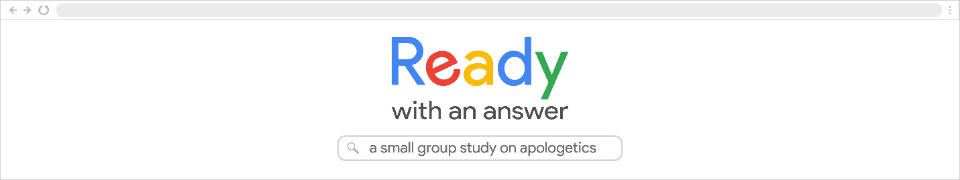 Ready
with an answer
a small group study on apologetics